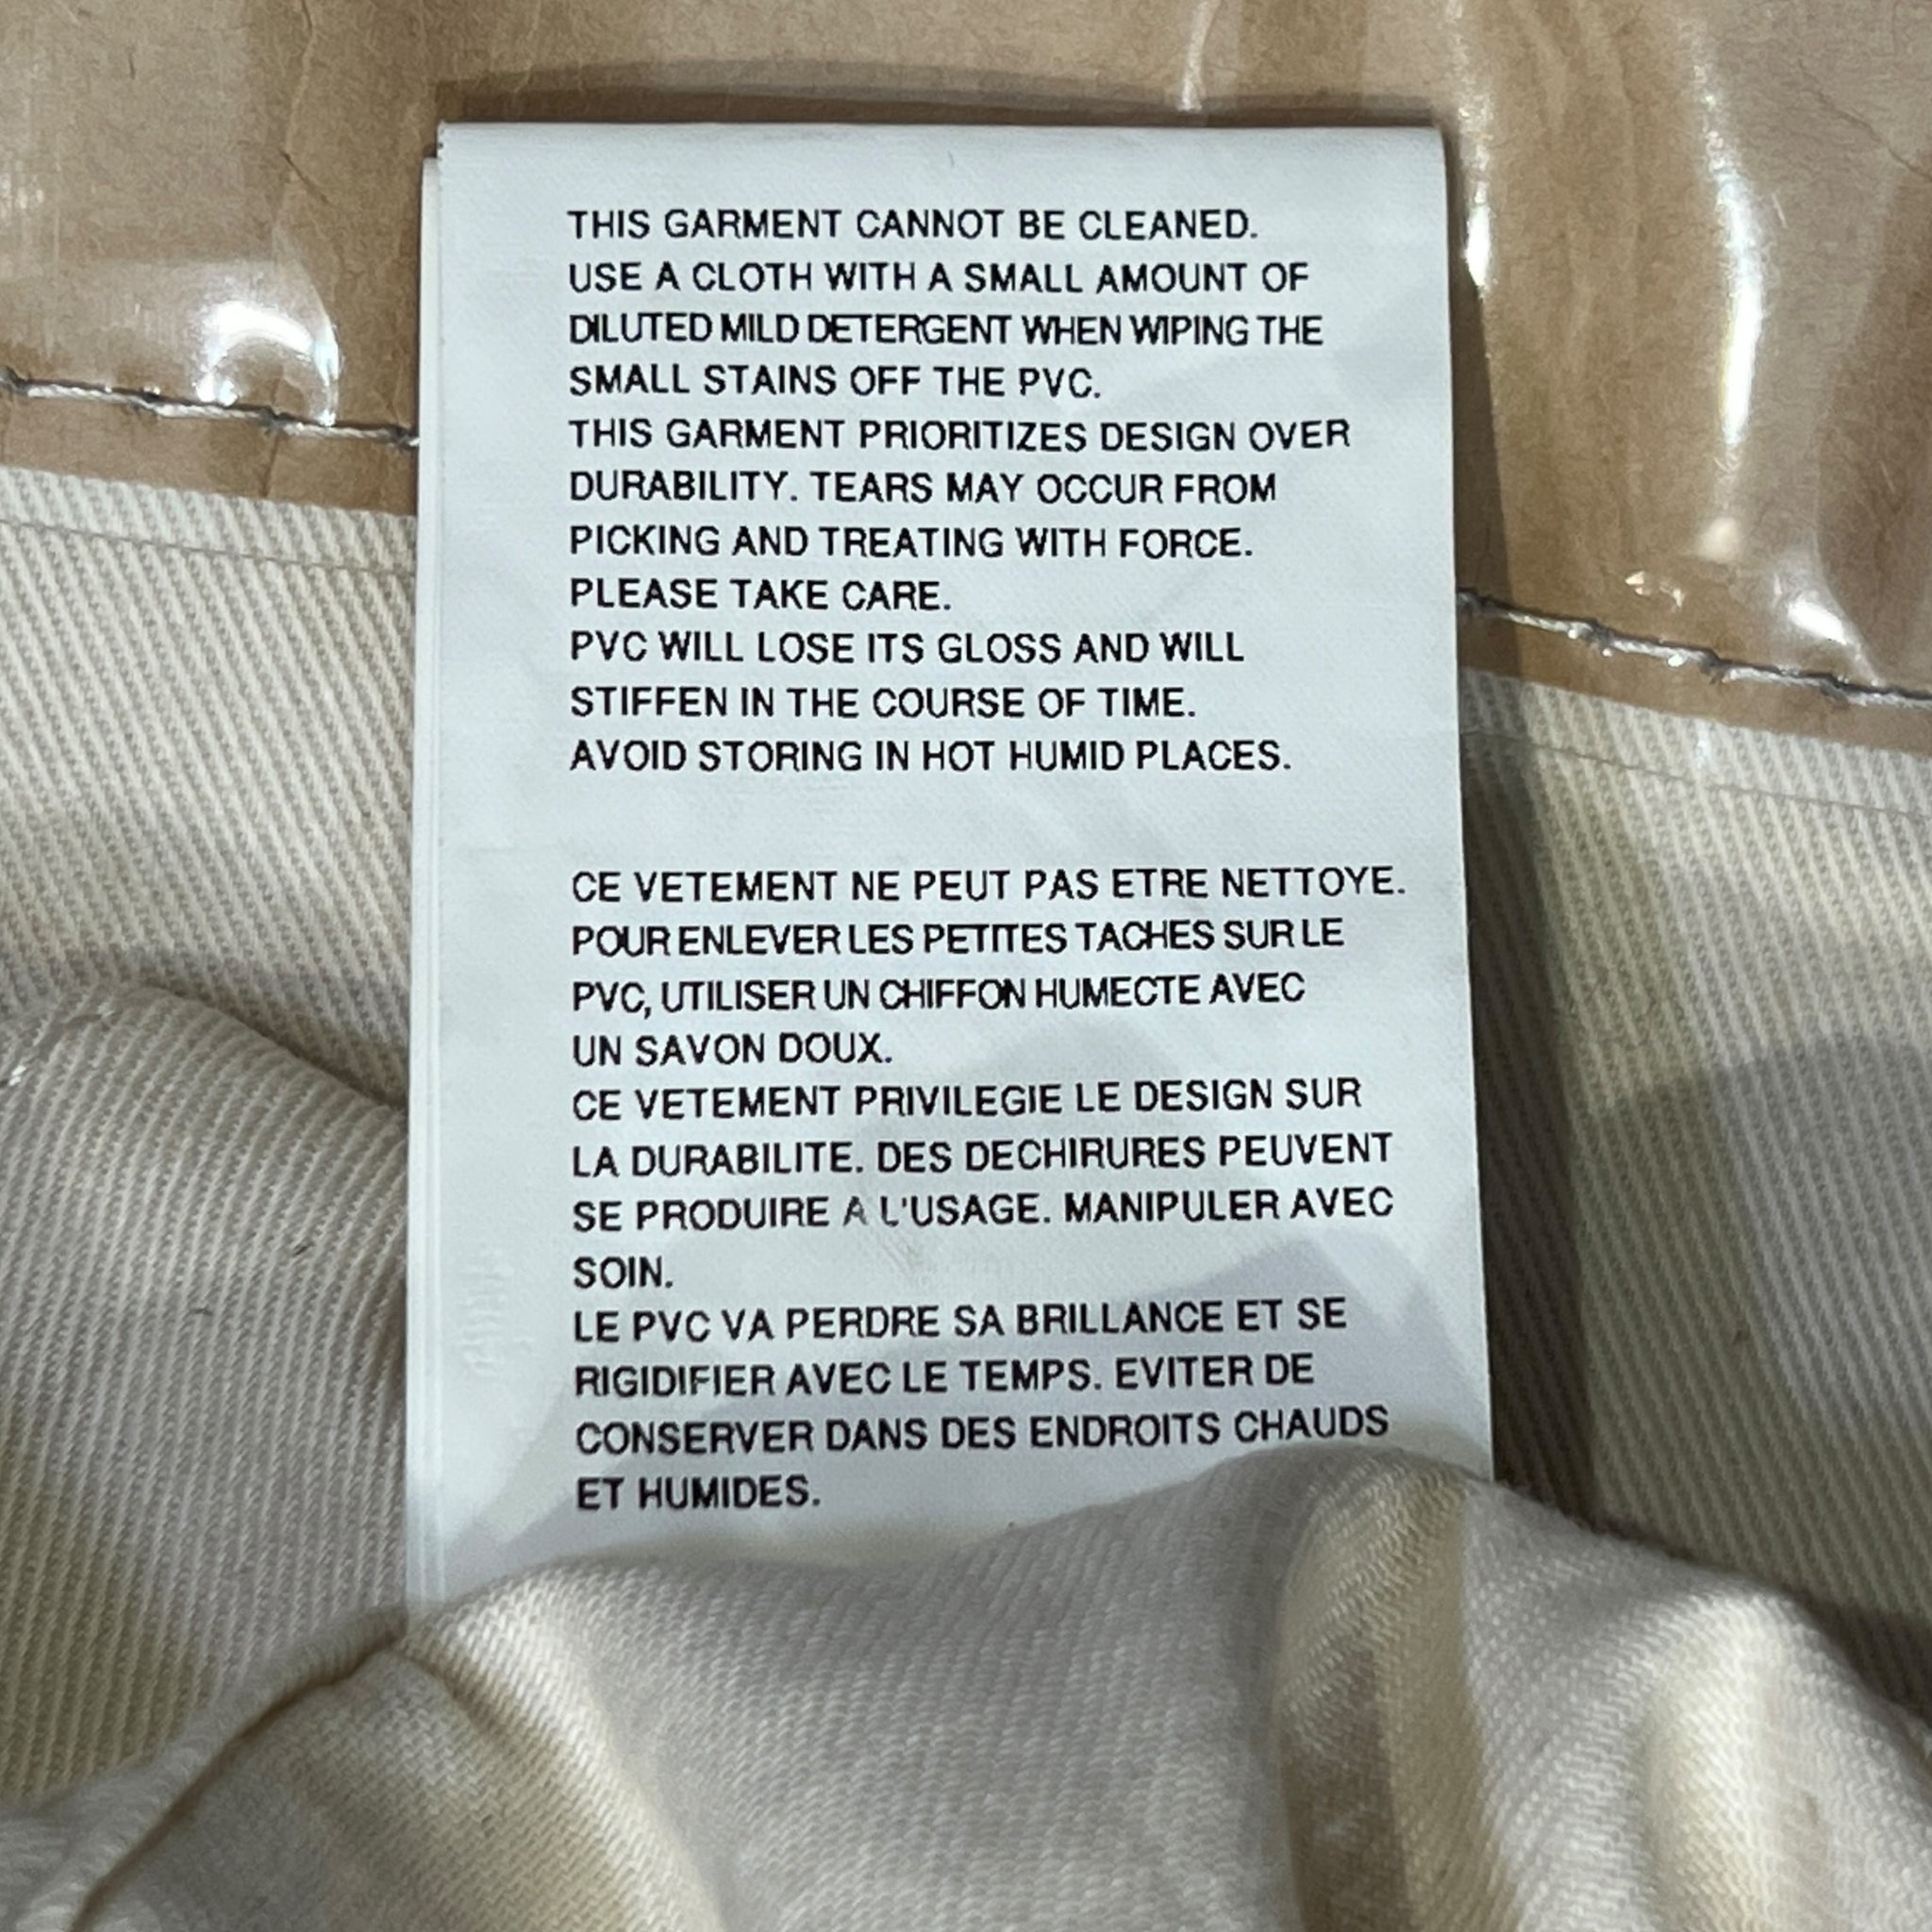 THIS GARMENT CANNOT BE CLEANED.
USE A CLOTH WITH A SMALL AMOUNT OF
DILUTED MILD DETERGENT WHEN WIPING THE
SMALL STAINS OFF THE PVC.
THIS GARMENT PRIORITIZES DESIGN OVER
DURABILITY. TEARS MAY OCCUR FROM
PICKING AND TREATING WITH FORCE.
PLEASE TAKE CARE.
PVC WILL LOSE ITS GLOSS AND WILL
STIFFEN IN THE COURSE OF TIME.
AVOID STORING IN HOT HUMID PLACES.
CE VETEMENT NE PEUT PAS ETRE NETTOYE.
POUR ENLEVER LES PETITES TACHES SUR LE
PVC, UTILISER UN CHIFFON HUMECTE AVEC
UN SAVON DOUX.
CE VETEMENT PRIVILEGIE LE DESIGN SUR
LA DURABILITE. DES DECHIRURES PEUVENT
SE PRODUIRE A L'USAGE. MANIPULER AVEC
SOIN.
LE PVC VA PERDRE SA BRILLANCE ET SE
RIGIDIFIER AVEC LE TEMPS. EVITER DE
CONSERVER DANS DES ENDROITS CHAUDS
ET HUMIDES.